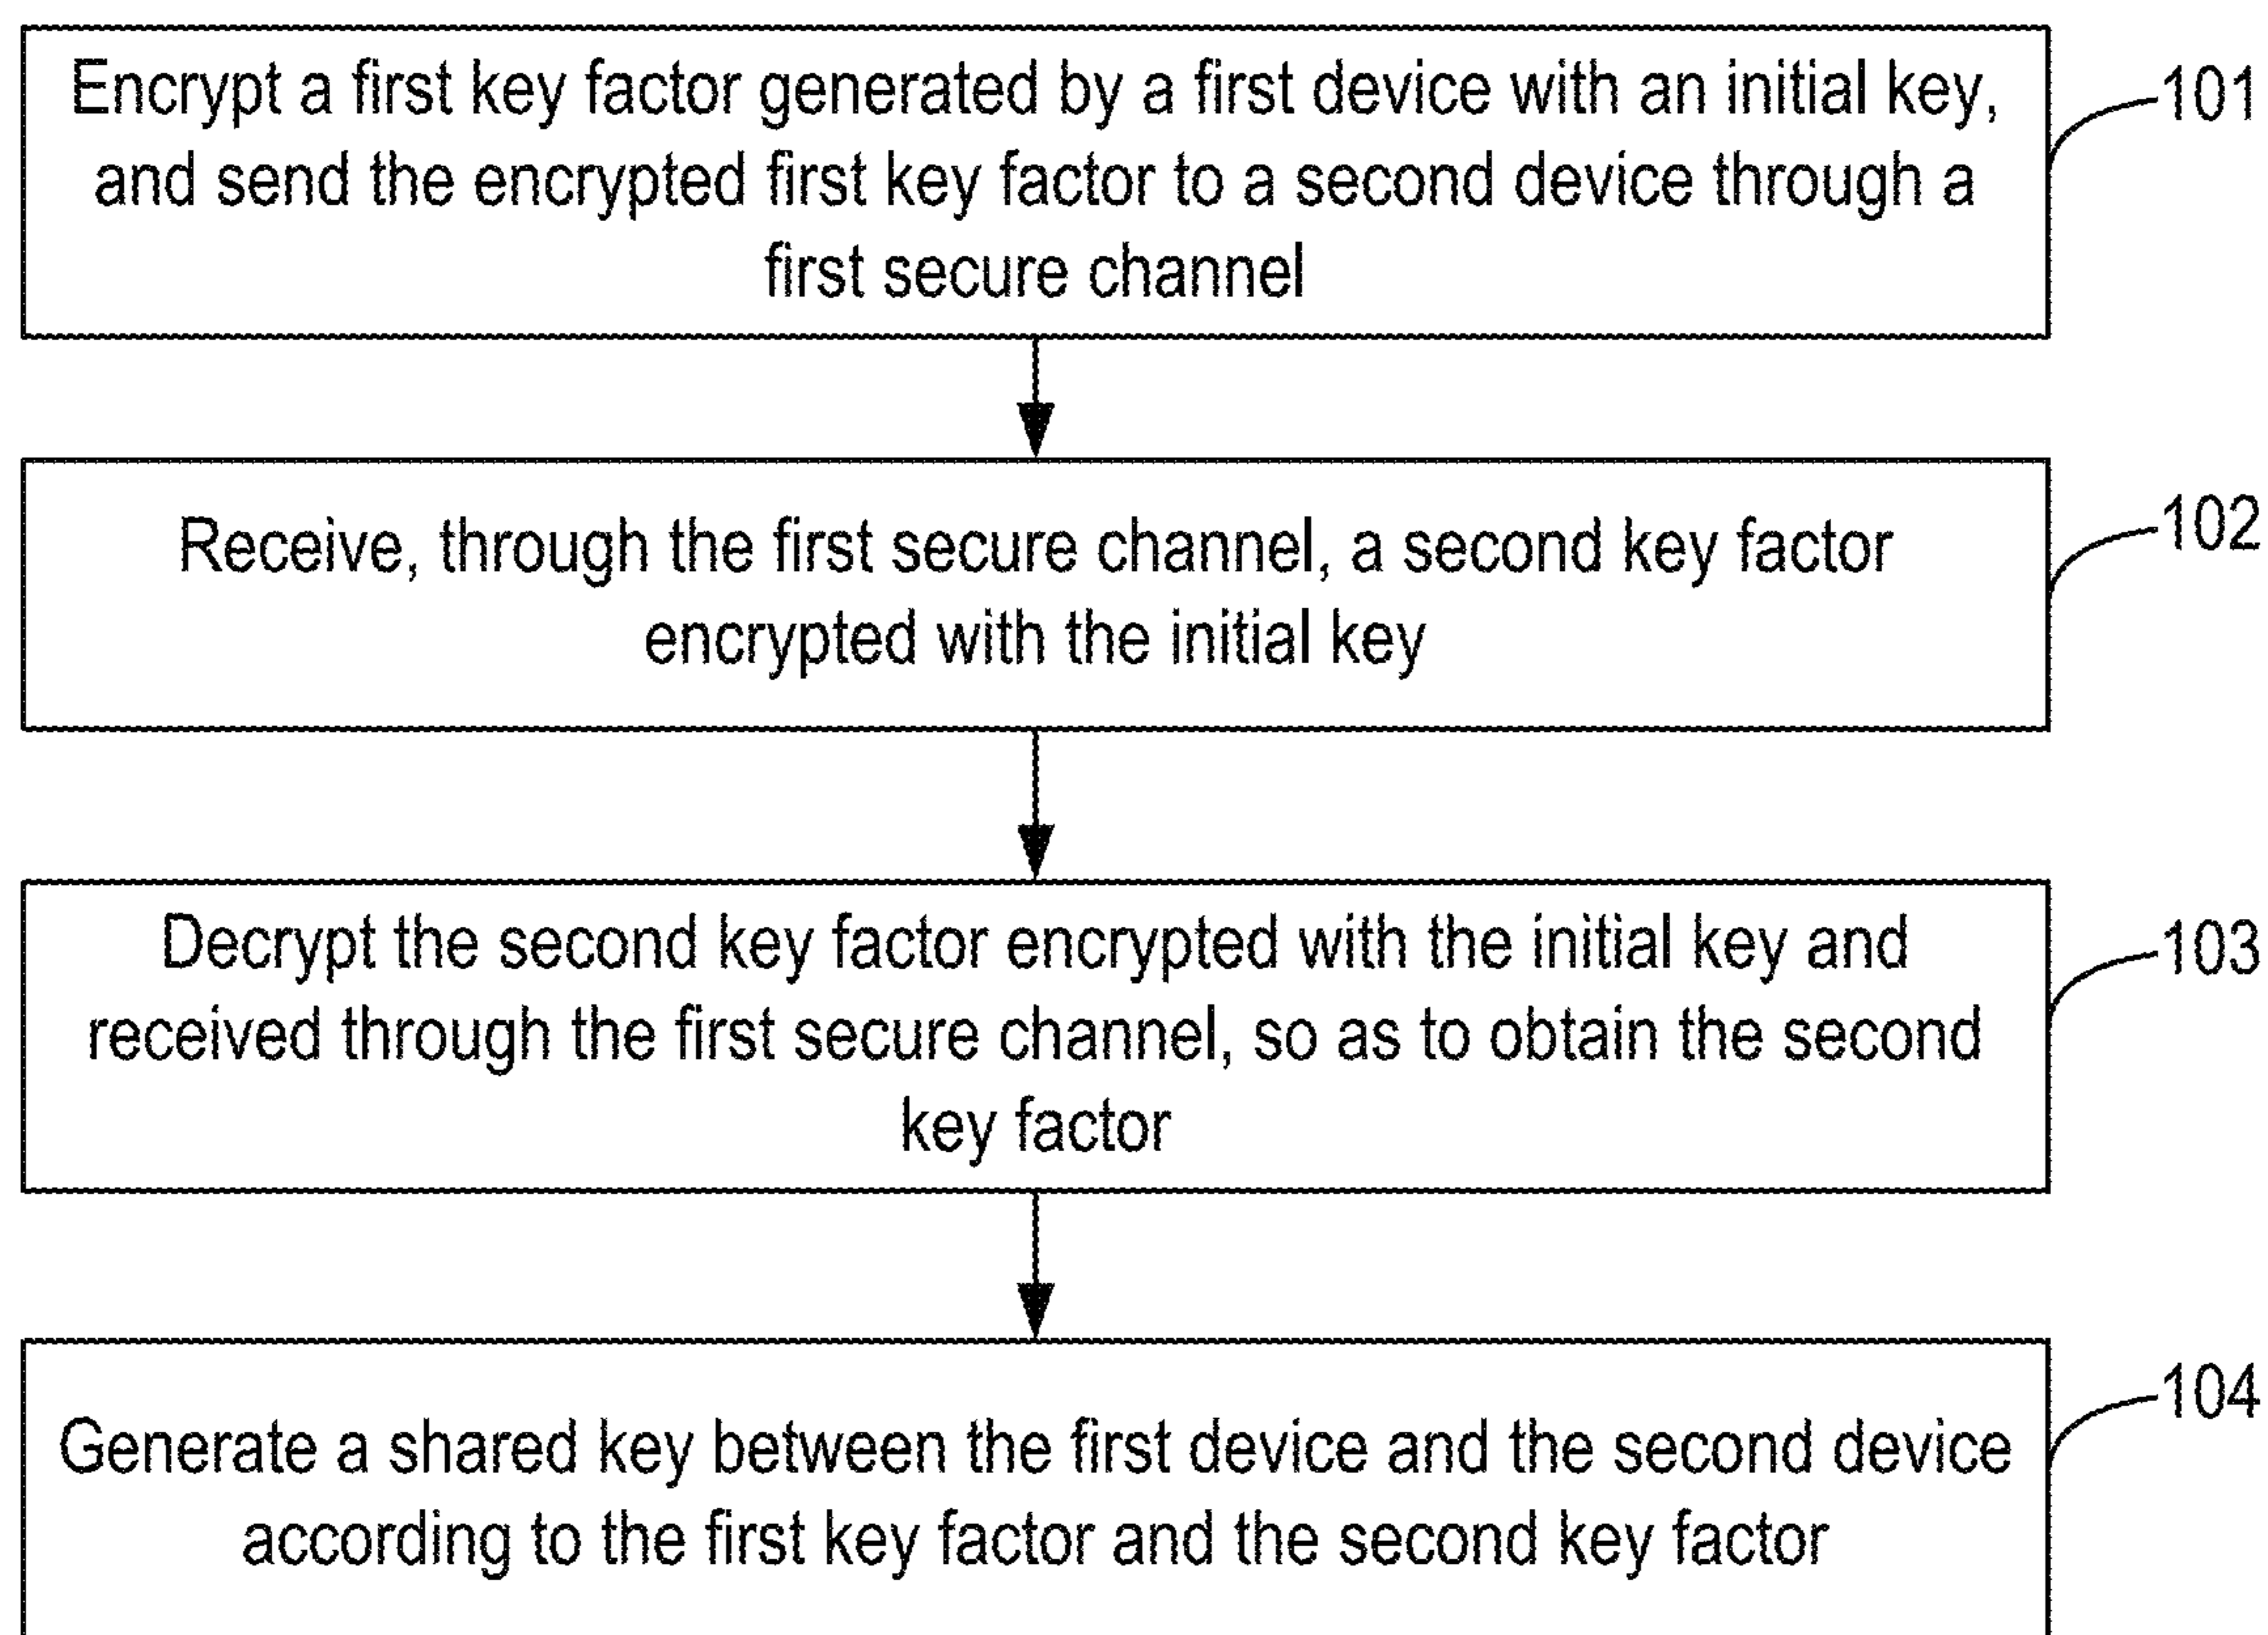 Encrypt a first key factor generated by a first device with an initial key,
and send the encrypted first key factor to a second device through a
first secure channel
101
Receive, through the first secure channel, a second key factor
encrypted with the initial key
102
Decrypt the second key factor encrypted with the initial key and
received through the first secure channel, so as to obtain the second
key factor
103
Generate a shared key between the first device and the second device
according to the first key factor and the second key factor
104